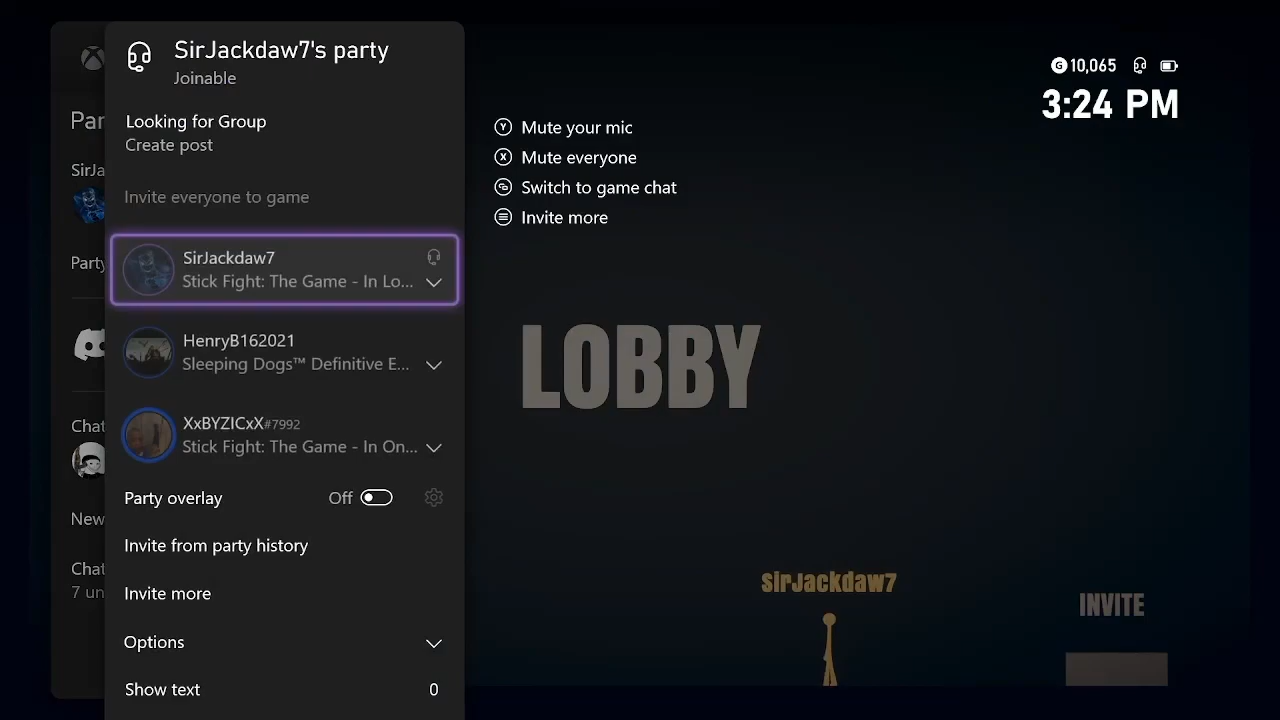 SirJackdaw7's party
Joinable
Looking for Group
Create post
Invite everyone to game
SirJackdaw7
Stick Fight: The Game - In Lo...
HenryB162021
Sleeping Dogs™ Definitive E...
XxBYZICxX#7992
Stick Fight: The Game - In On...
Party overlay
Off
Invite from party history
Invite more
Options
Show text
0
Par
SirJa
Party
Chat
New
Chat
7 un
Y Mute your mic
X Mute everyone
Switch to game chat
Invite more
G 10,065
3:24 PM
LOBBY
SirJackdaw7
INVITE